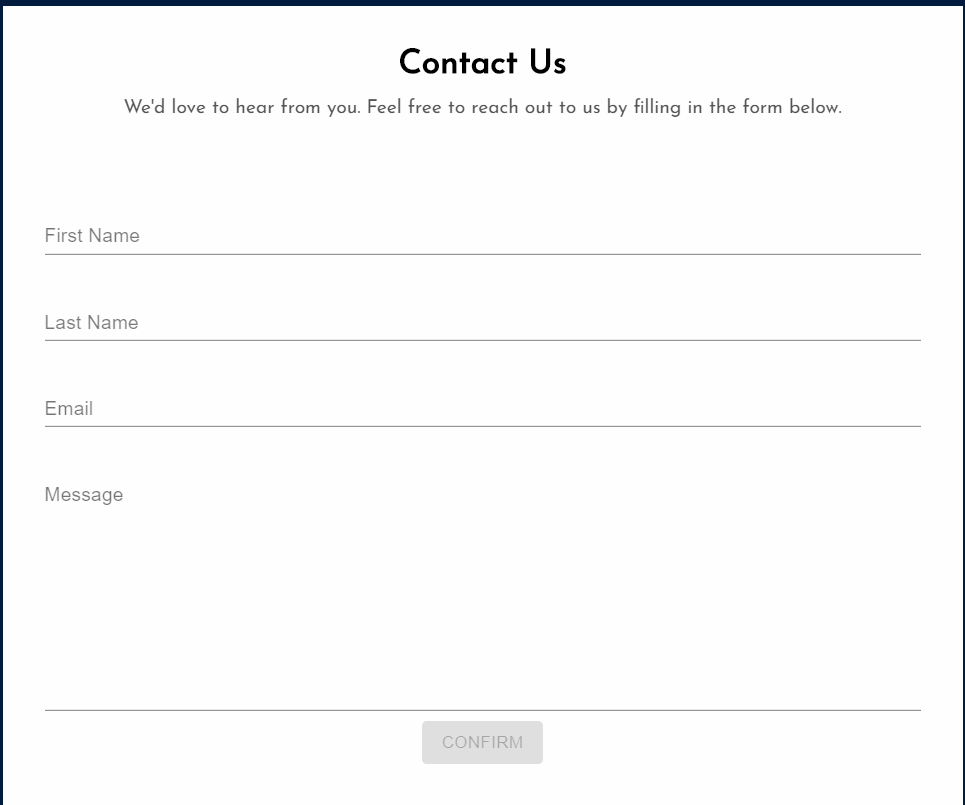 Contact Us
We'd love to hear from you. Feel free to reach out to us by filling in the form below.
First Name
Last Name
Email
Message
CONFIRM